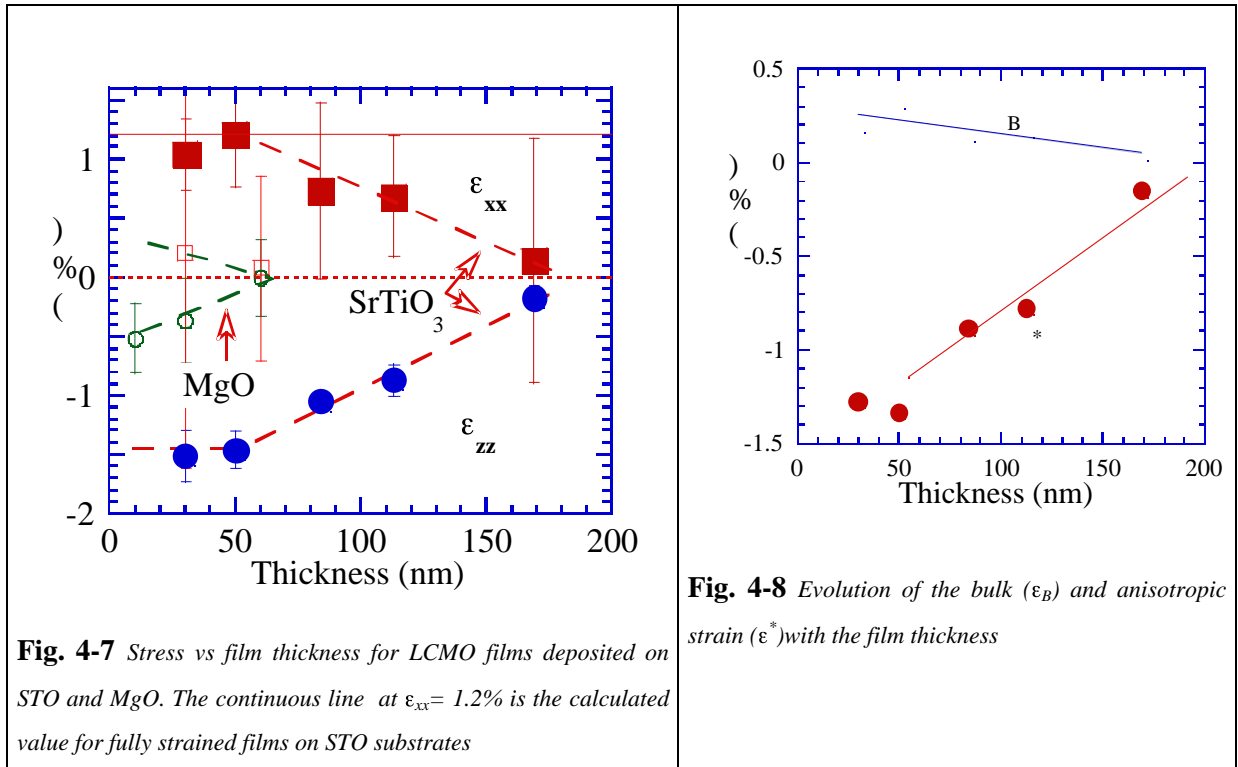 1
0
-1
-2
)
%
(
ε xx
SrTiO 3
MgO
ε zz
0 50 100 150 200
Thickness (nm)
Fig. 4-7 Stress vs film thickness for LCMO films deposited on
STO and MgO. The continuous line at εxx= 1.2% is the calculated
value for fully strained films on STO substrates
0.5
0
-0.5
-1
-1.5
)
%
(
B
*
0 50 100 150 200
Thickness (nm)
Fig. 4-8 Evolution of the bulk (εB) and anisotropic
strain (ε*)with the film thickness